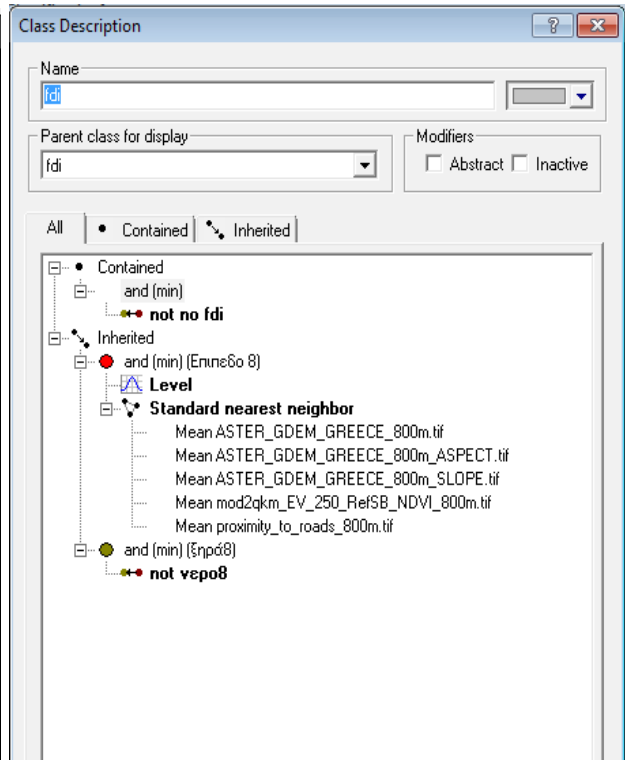 Class Description
Name
fdi
Parent class for display
fdi
Modifiers
Abstract Inactive
All Contained Inherited
Contained
and (min)
not no fdi
Inherited
and (min) (Επιπεδο 8)
Level
Standard nearest neighbor
Mean ASTER_GDEM_GREECE_800m.tif
Mean ASTER_GDEM_GREECE_800m_ASPECT.tif
Mean ASTER_GDEM_GREECE_800m_SLOPE.tif
Mean mod2qkm_EV_250_RefSB_NDVI_800m.tif
Mean proximity_to_roads_800m.tif
and (min) (ξηρά8)
not νερο8